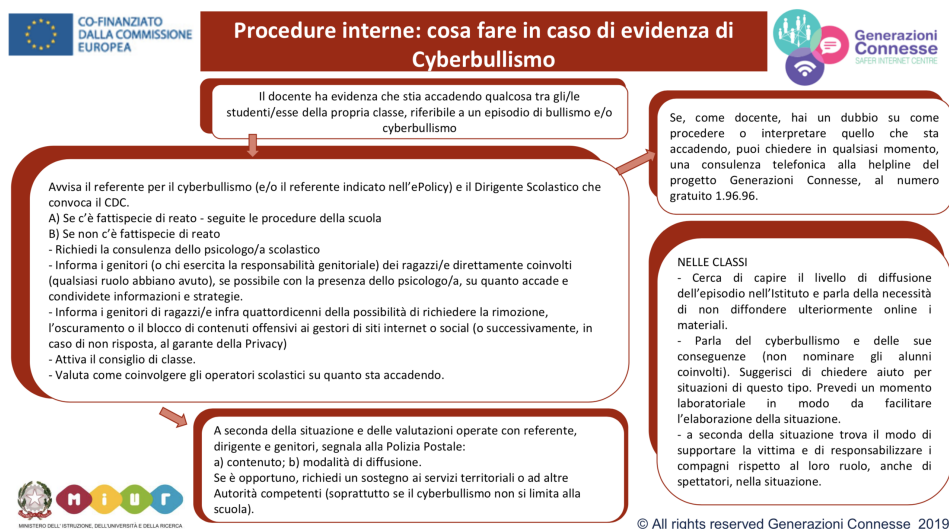 CO-FINANZIATO
DALLA COMMISSIONE
EUROPEA
Procedure interne: cosa fare in caso di evidenza di
Cyberbullismo
Generazioni
Connesse
SAFER INTERNET CENTRE
Il docente ha evidenza che stia accadendo qualcosa tra gli/le
studenti/esse della propria classe, riferibile a un episodio di bullismo e/o
cyberbullismo
Se, come docente, hai un dubbio su come
procedere o interpretare quello che sta
accadendo, puoi chiedere in qualsiasi momento,
una consulenza telefonica alla helpline del
progetto Generazioni Connesse, al numero
gratuito 1.96.96.
Avvisa il referente per il cyberbullismo (e/o il referente indicato nell'ePolicy) e il Dirigente Scolastico che
convoca il CDC.
A) Se c'è fattispecie di reato - seguite le procedure della scuola
B) Se non c'è fattispecie di reato
- Richiedi la consulenza dello psicologo/a scolastico
- Informa i genitori (o chi esercita la responsabilità genitoriale) dei ragazzi/e direttamente coinvolti
(qualsiasi ruolo abbiano avuto), se possibile con la presenza dello psicologo/a, su quanto accade e
condividete informazioni e strategie.
- Informa i genitori di ragazzi/e infra quattordicenni della possibilità di richiedere la rimozione,
l'oscuramento o il blocco di contenuti offensivi ai gestori di siti internet o social (o successivamente, in
caso di non risposta, al garante della Privacy)
- Attiva il consiglio di classe.
- Valuta come coinvolgere gli operatori scolastici su quanto sta accadendo.
NELLE CLASSI
- Cerca di capire il livello di diffusione
dell'episodio nell'Istituto e parla della necessità
di non diffondere ulteriormente online i
materiali.
- Parla del cyberbullismo e delle sue
conseguenze (non nominare gli alunni
coinvolti). Suggerisci di chiedere aiuto per
situazioni di questo tipo. Prevedi un momento
laboratoriale in modo da facilitare
l'elaborazione della situazione.
- a seconda della situazione trova il modo di
supportare la vittima e di responsabilizzare i
compagni rispetto al loro ruolo, anche di
spettatori, nella situazione.
A seconda della situazione e delle valutazioni operate con referente,
dirigente e genitori, segnala alla Polizia Postale:
a) contenuto; b) modalità di diffusione.
Se è opportuno, richiedi un sostegno ai servizi territoriali o ad altre
Autorità competenti (soprattutto se il cyberbullismo non si limita alla
scuola).
miur
MINISTERO DELL' ISTRUZIONE, DELL'UNIVERSITÀ E DELLA RICERCA
© All rights reserved Generazioni Connesse 2019